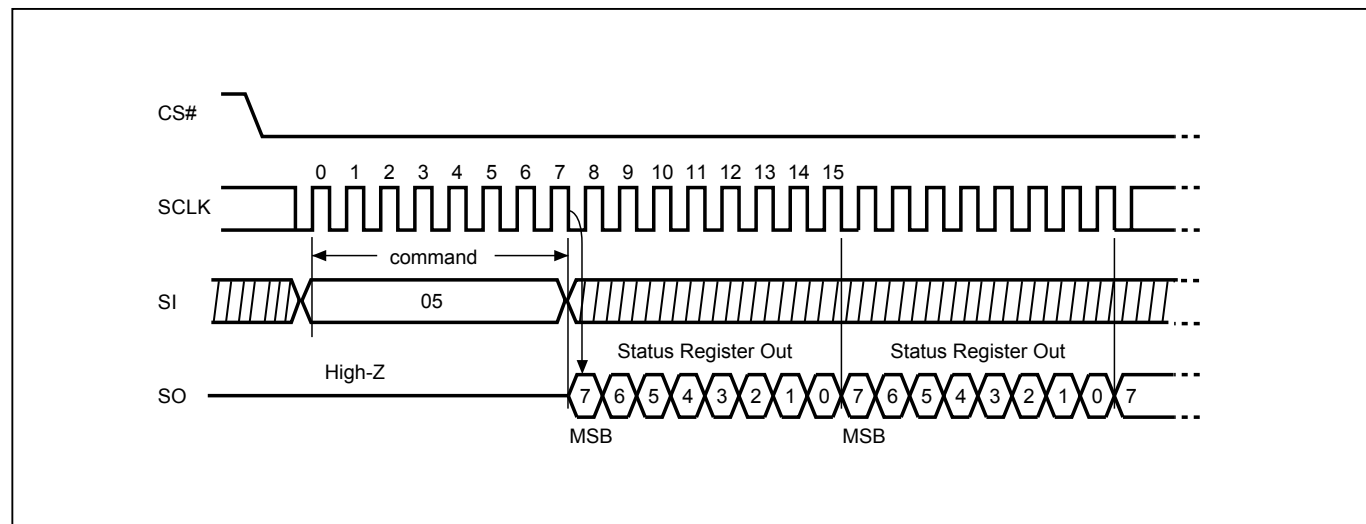 CS#
0 1 2 3 4 5 6 7 8 9 10 11 12 13 14 15
SCLK
command
SI 05
Status Register Out Status Register Out
High-Z
SO 7 6 5 4 3 2 1 0 7 6 5 4 3 2 1 0 7
MSB MSB